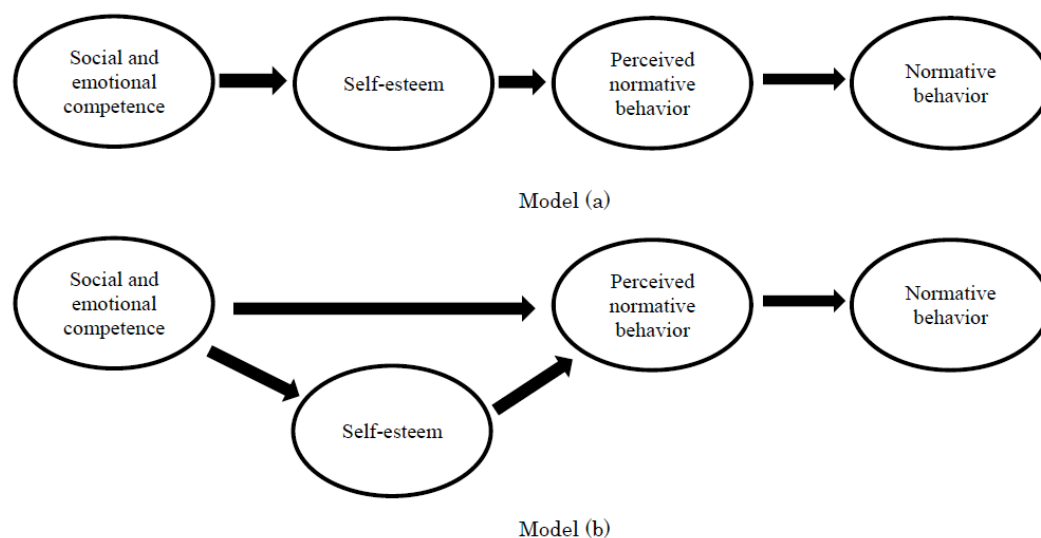 Social and
emotional
competence
Self-esteem
Perceived
normative
behavior
Normative
behavior
Model (a)
Social and
emotional
competence
Perceived
normative
behavior
Normative
behavior
Self-esteem
Model (b)